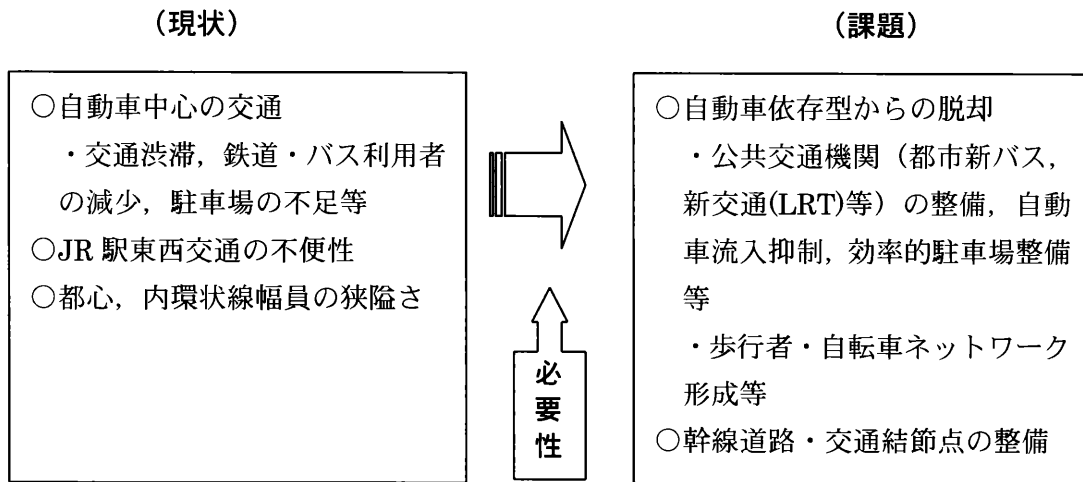 （現状）
○自動車中心の交通
・交通渋滞，鉄道・バス利用者
の減少，駐車場の不足等
○JR 駅東西交通の不便性
○都心，内環状線幅員の狭隘さ
必要性
（課題）
○自動車依存型からの脱却
・公共交通機関（都市新バス，
新交通(LRT)等）の整備，自動
車流入抑制，効率的駐車場整備
等
・歩行者・自転車ネットワーク
形成等
○幹線道路・交通結節点の整備